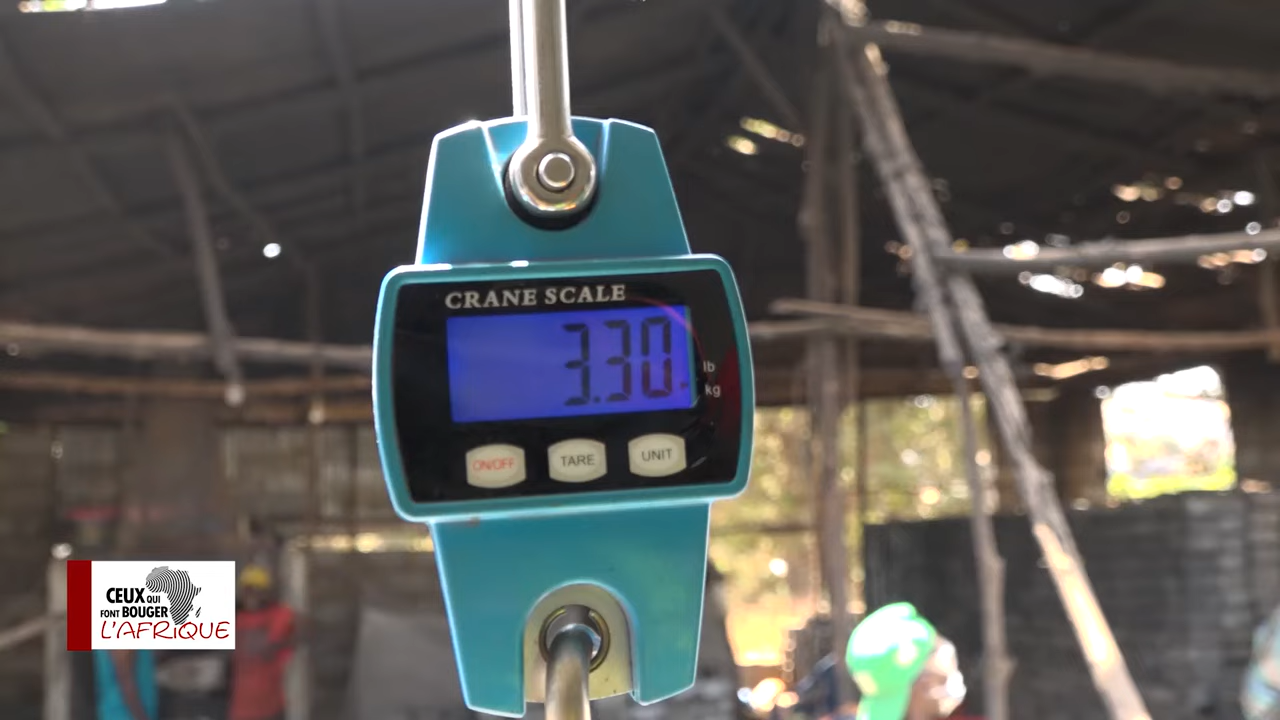 CRANE SCALE
3.30
lb
kg
ON/OFF
TARE
UNIT
CEUX QUI
FONT BOUGER
L'AFRIQUE